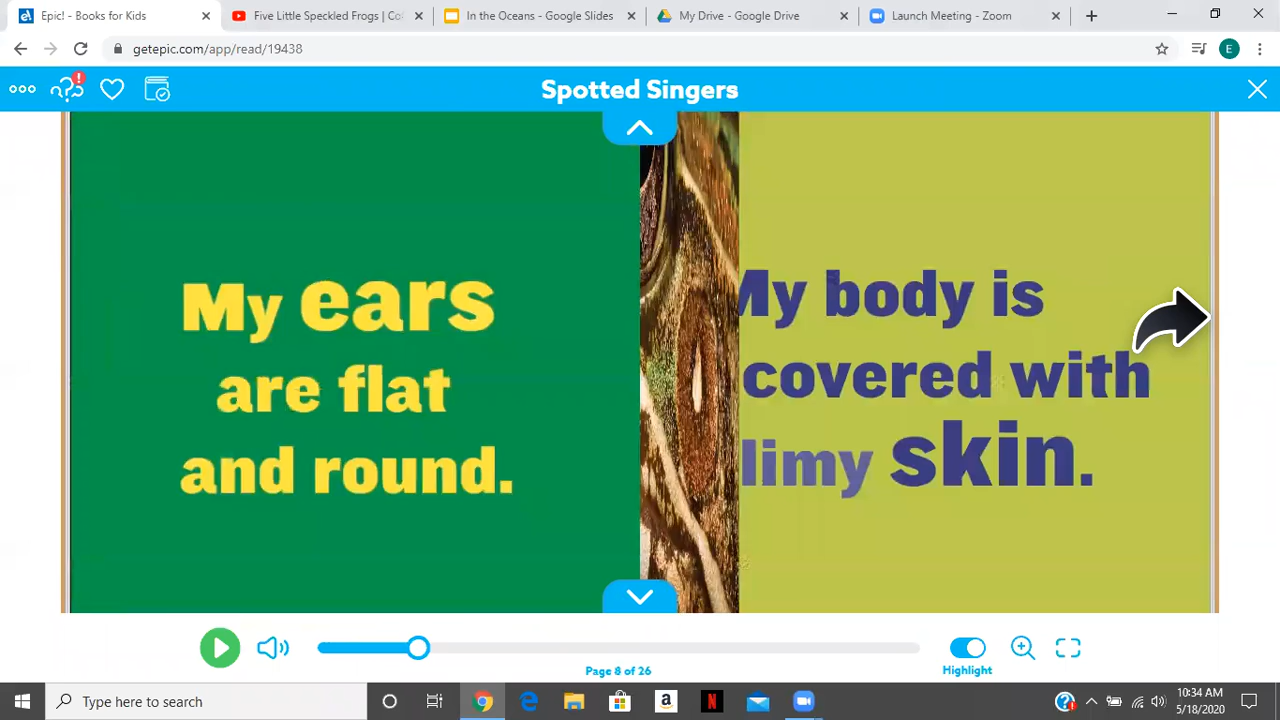 Epic! - Books for Kids
Five Little Speckled Frogs | Go
In the Oceans - Google Slides
My Drive - Google Drive
Launch Meeting - Zoom
getepic.com/app/read/19438
E
Spotted Singers
My ears
are flat
and round.
My body is
covered with
limy skin.
Page 8 of 26
Highlight
Type here to search
10:34 AM
5/18/2020